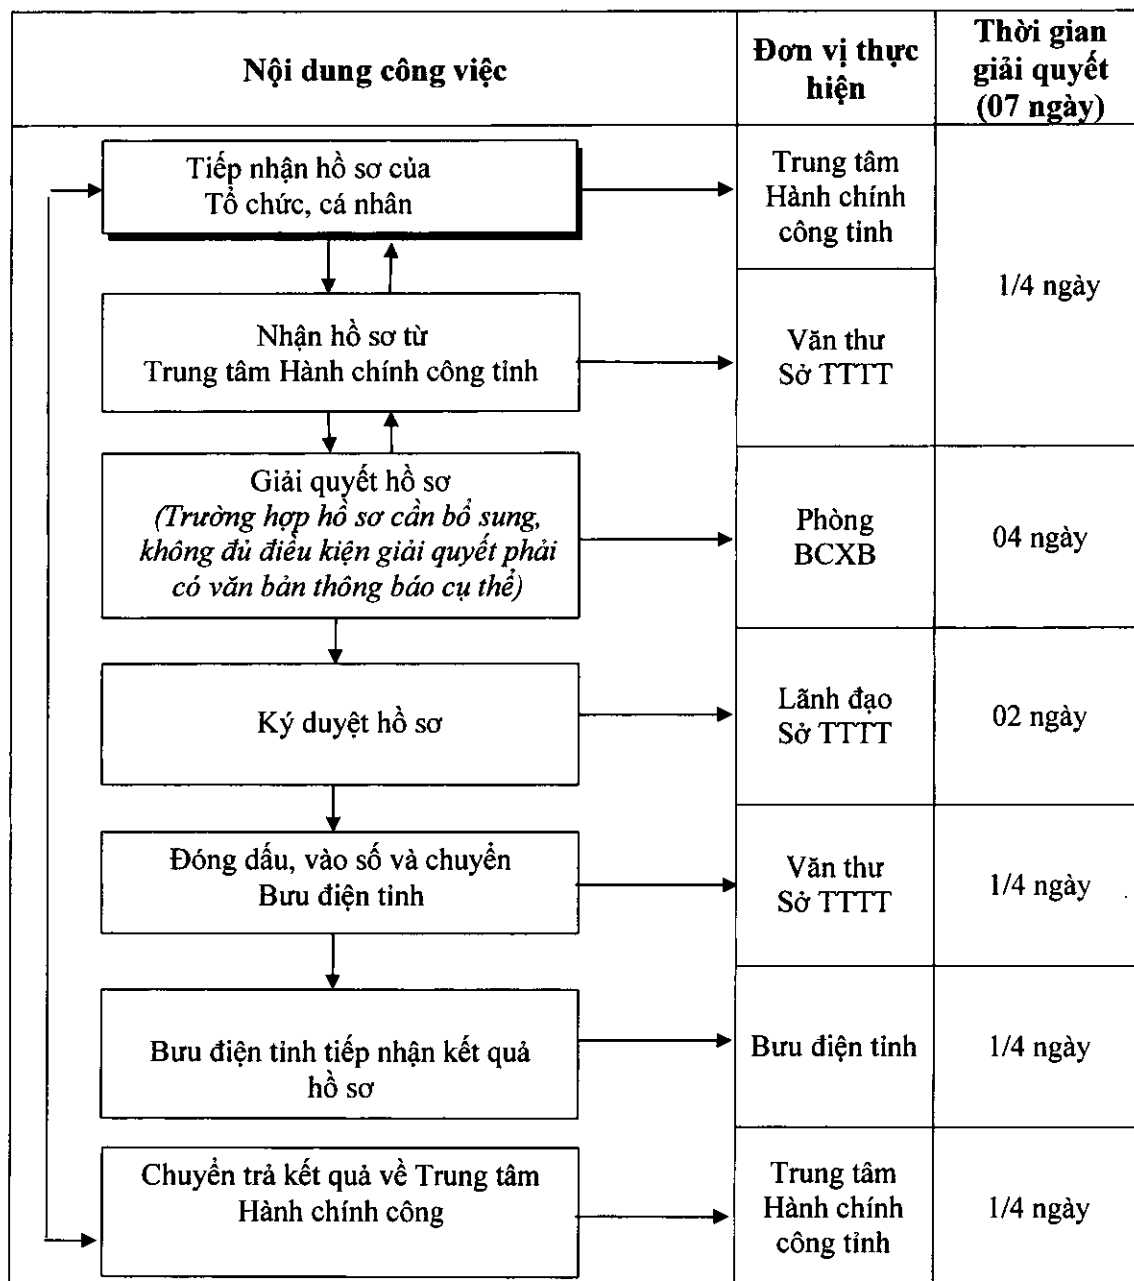 Nội dung công việc
Đơn vị thực
hiện
Thời gian
giải quyết
(07 ngày)
Tiếp nhận hồ sơ của
Tổ chức, cá nhân
Trung tâm
Hành chính
công tỉnh
1/4 ngày
Nhận hồ sơ từ
Trung tâm Hành chính công tỉnh
Văn thư
Sở TTTT
Giải quyết hồ sơ
(Trường hợp hồ sơ cần bổ sung,
không đủ điều kiện giải quyết phải
có văn bản thông báo cụ thể)
Phòng
BCXB
04 ngày
Ký duyệt hồ sơ
Lãnh đạo
Sở TTTT
02 ngày
Đóng dấu, vào số và chuyển
Bưu điện tỉnh
Văn thư
Sở TTTT
1/4 ngày
Bưu điện tỉnh tiếp nhận kết quả
hồ sơ
Bưu điện tỉnh
1/4 ngày
Chuyển trả kết quả về Trung tâm
Hành chính công
Trung tâm
Hành chính
công tỉnh
1/4 ngày